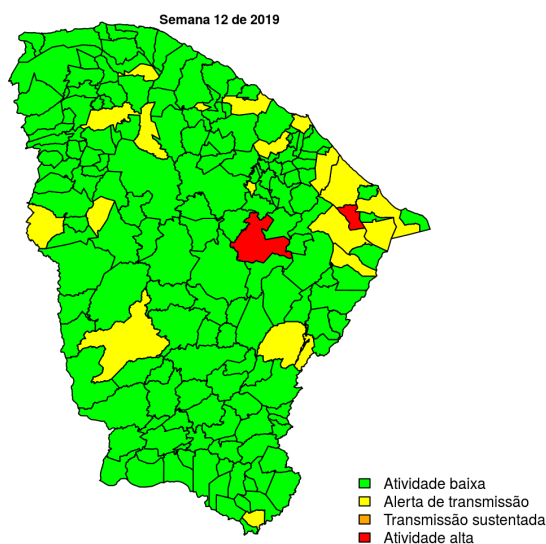 Semana 12 de 2019
Atividade baixa
Alerta de transmissão
Transmissão sustentada
Atividade alta